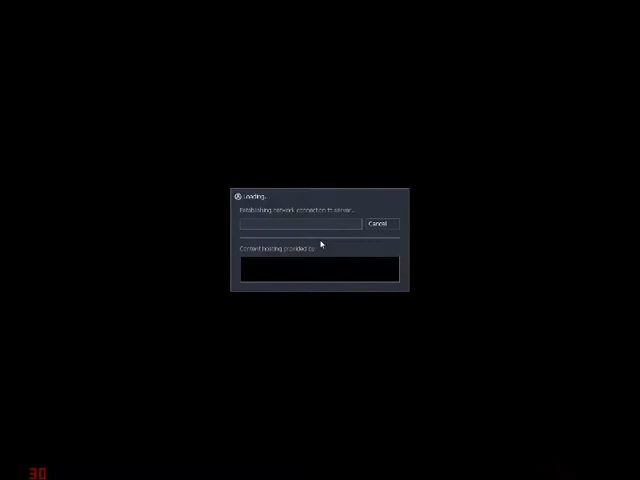 Loading...
Establishing network connection to server...
Cancel
Content hosting provided by:
30